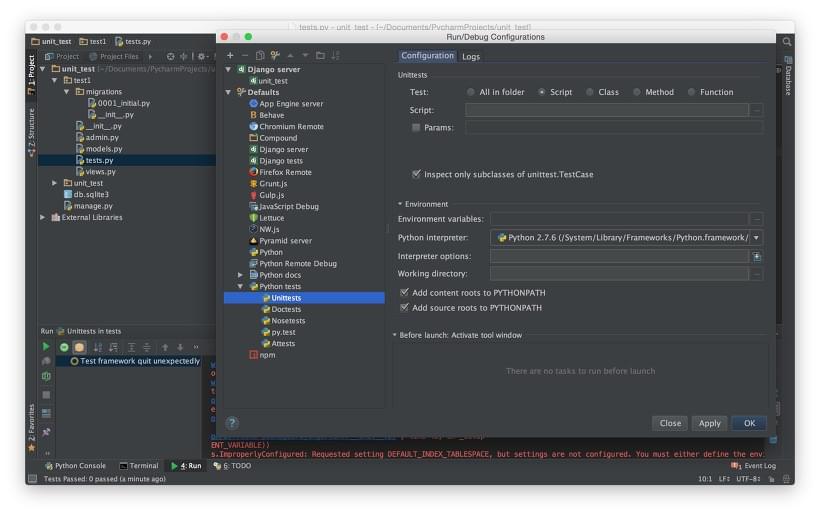 tests.py - unit_test - [~/Documents/PycharmProjects/unit_test]
unit_test
test1
tests.py
Project
Project Files
unit_test (~/Documents/PycharmProjects/u
test1
migrations
0001_initial.py
__init__.py
__init__.py
admin.py
models.py
tests.py
views.py
unit_test
db.sqlite3
manage.py
External Libraries
1: Project
Z: Structure
2: Favorites
Database
Run/Debug Configurations
Django server
unit_test
Defaults
App Engine server
Behave
Chromium Remote
Compound
Django server
Django tests
Firefox Remote
Grunt.js
Gulp.js
JavaScript Debug
Lettuce
NW.js
Pyramid server
Python
Python Remote Debug
Python docs
Python tests
Unittests
Doctests
Nosetests
py.test
Attests
npm
Configuration
Logs
Unittests
Test:
All in folder
Script
Class
Method
Function
Script:
Params:
Inspect only subclasses of unittest.TestCase
Environment
Environment variables:
Python interpreter:
Python 2.7.6 (/System/Library/Frameworks/Python.framework/
Interpreter options:
Working directory:
Add content roots to PYTHONPATH
Add source roots to PYTHONPATH
Before launch: Activate tool window
There are no tasks to run before launch
?
Close
Apply
OK
Run
Unittests in tests
Test framework quit unexpectedly
ENT_VARIABLE))
s.ImproperlyConfigured: Requested setting DEFAULT_INDEX_TABLESPACE, but settings are not configured. You must either define the envi
Python Console
Terminal
4: Run
6: TODO
1 Event Log
Tests Passed: 0 passed (a minute ago)
10:1
LF÷
UTF-8÷